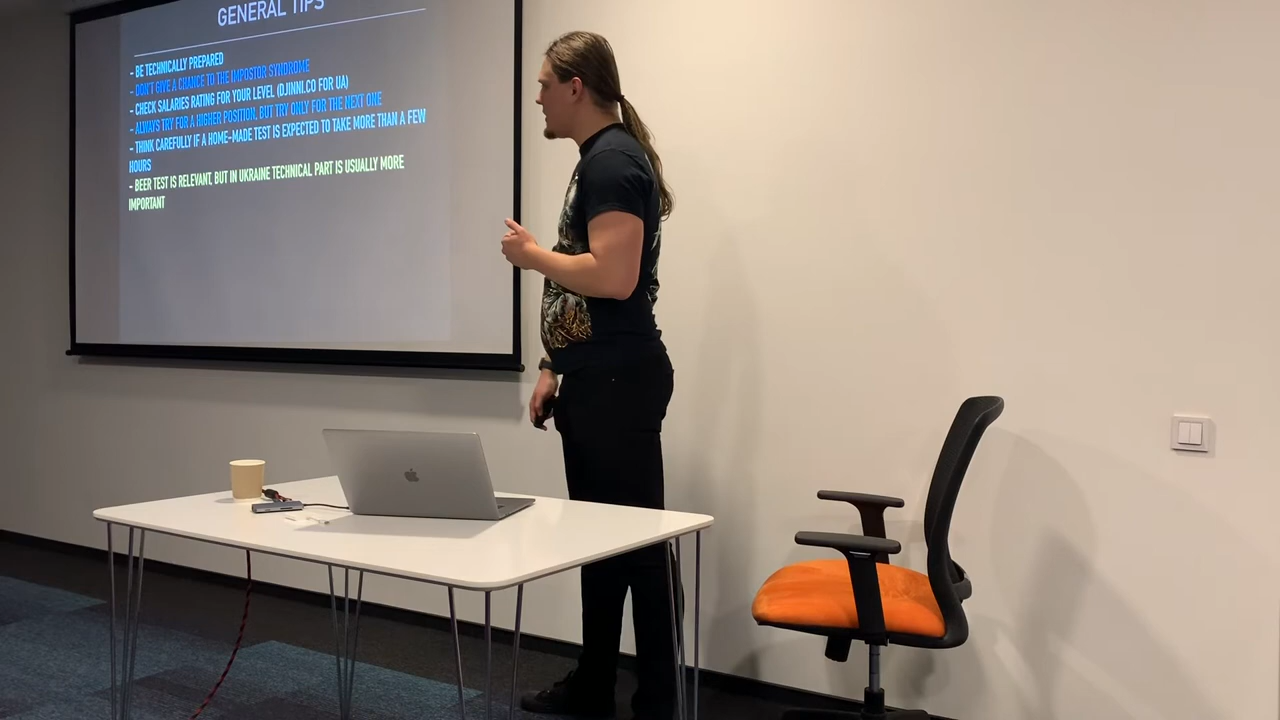 GENERAL TIPS
- BE TECHNICALLY PREPARED
- DON'T GIVE A CHANCE TO THE IMPOSTOR SYNDROME
- CHECK SALARIES RATING FOR YOUR LEVEL (DJINNI.CO FOR UA)
- ALWAYS TRY FOR A HIGHER POSITION, BUT TRY ONLY FOR THE NEXT ONE
- THINK CAREFULLY IF A HOME-MADE TEST IS EXPECTED TO TAKE MORE THAN A FEW
HOURS
- BEER TEST IS RELEVANT, BUT IN UKRAINE TECHNICAL PART IS USUALLY MORE
IMPORTANT